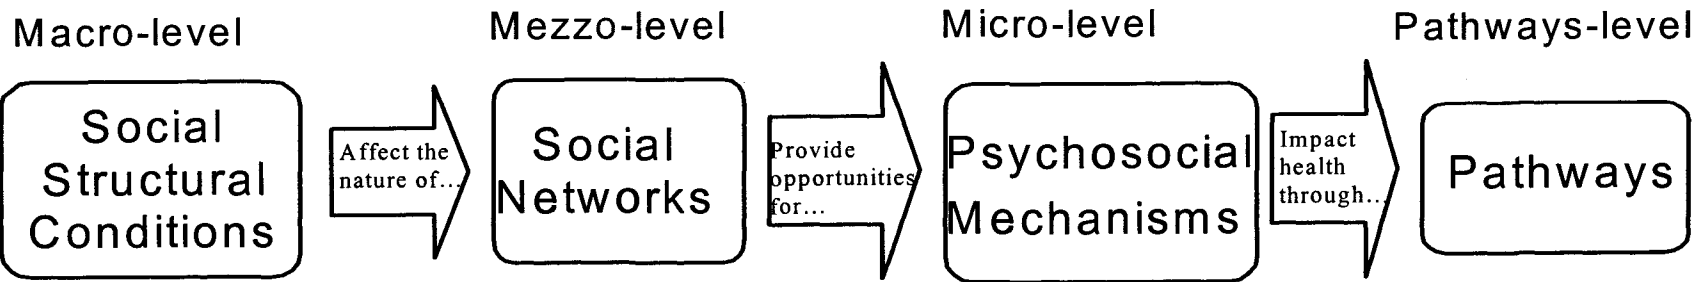 Macro-level
Mezzo-level
Micro-level
Pathways-level
Social
Structural
Conditions
Affect the
nature of...
Social
Networks
Provide
opportunities
for...
Psychosocial
Mechanisms
Impact
health
through...
Pathways